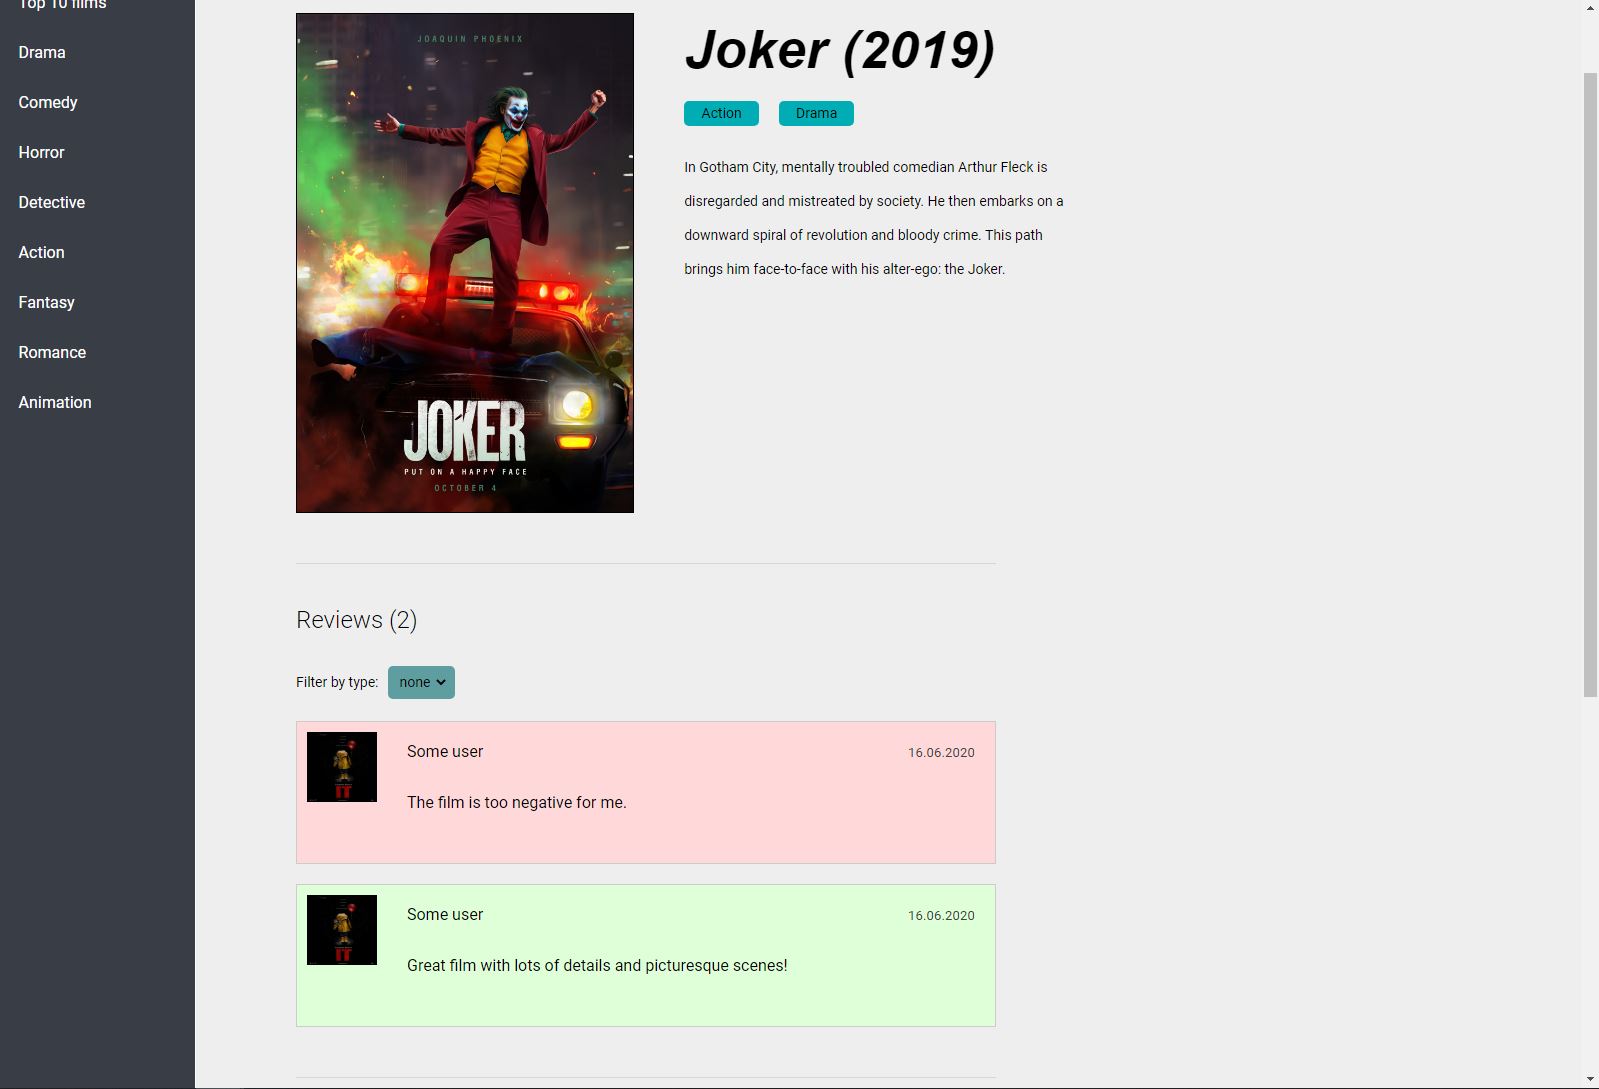 Top 10 films
Drama
Comedy
Horror
Detective
Action
Fantasy
Romance
Animation
JOAQUIN PHOENIX
JOKER
PUT ON A HAPPY FACE
OCTOBER 4
Joker (2019)
Action
Drama
In Gotham City, mentally troubled comedian Arthur Fleck is
disregarded and mistreated by society. He then embarks on a
downward spiral of revolution and bloody crime. This path
brings him face-to-face with his alter-ego: the Joker.
Reviews (2)
Filter by type:
none
IT
Some user
16.06.2020
The film is too negative for me.
IT
Some user
16.06.2020
Great film with lots of details and picturesque scenes!